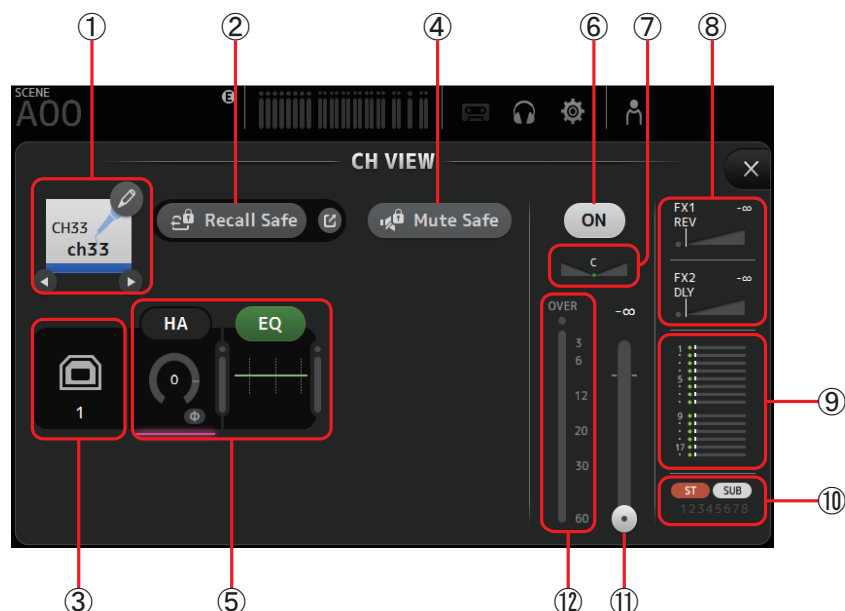 ① ② ④ ⑥ ⑦ ⑧
SCENE
A00
E
CH VIEW
CH33
ch33
Recall Safe
Mute Safe
ON
C
FX1 -∞
REV
FX2 -∞
DLY
HA
EQ
0
Φ
1
OVER
-∞
3
6
12
20
30
60
1
5
9
17
ST SUB
12345678
⑨
⑩
③ ⑤ ⑫ ⑪